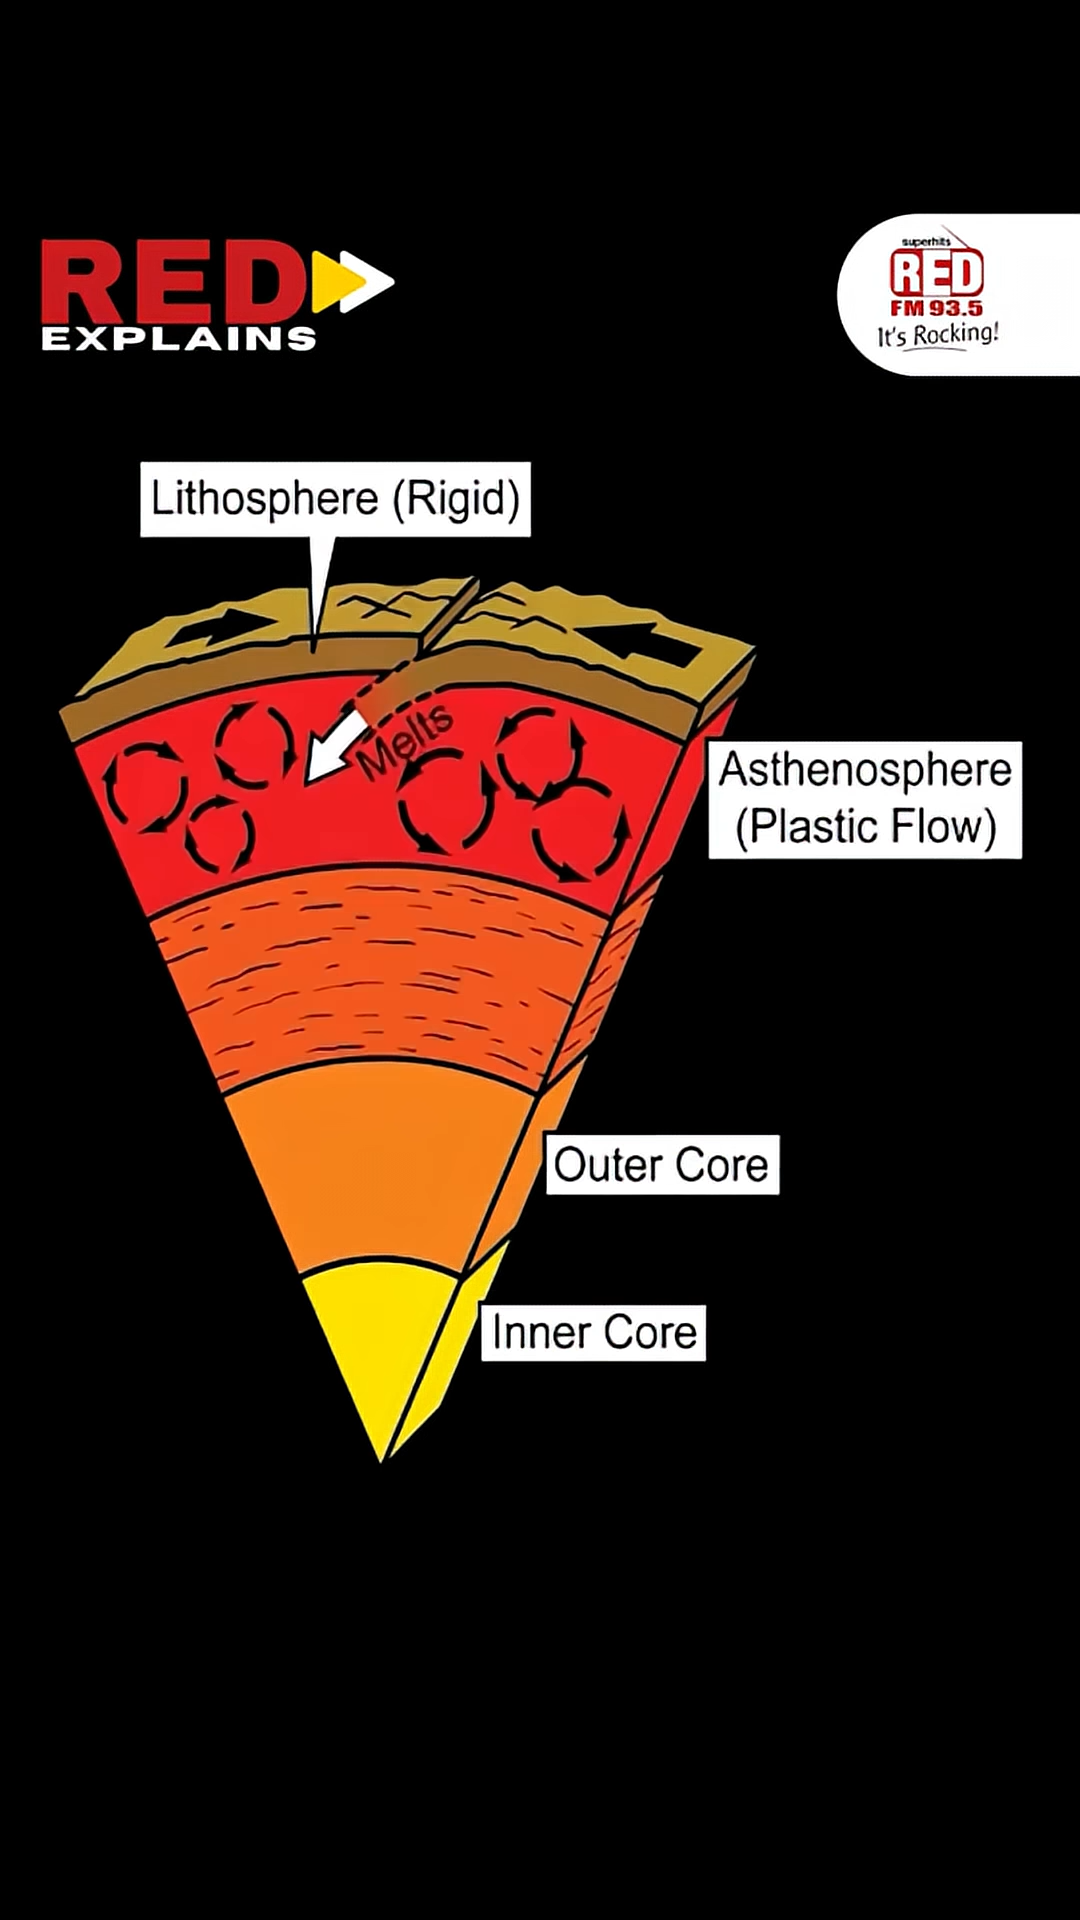 RED
EXPLAINS
superhits
RED
FM 93.5
It's Rocking!
Lithosphere (Rigid)
Melts
Asthenosphere
(Plastic Flow)
Outer Core
Inner Core